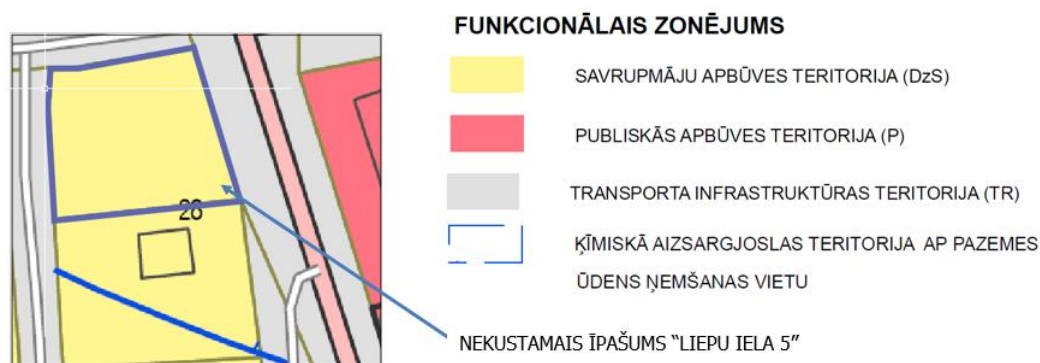 FUNKCIONĀLAIS ZONĒJUMS
SAVRUPMĀJU APBŪVES TERITORIJA (DzS)
PUBLISKĀS APBŪVES TERITORIJA (P)
TRANSPORTA INFRASTRUKTŪRAS TERITORIJA (TR)
ĶĪMISKĀ AIZSARGJOSLAS TERITORIJA AP PAZEMES
ŪDENS ŅEMŠANAS VIETU
NEKUSTAMAIS ĪPAŠUMS “LIEPU IELA 5”